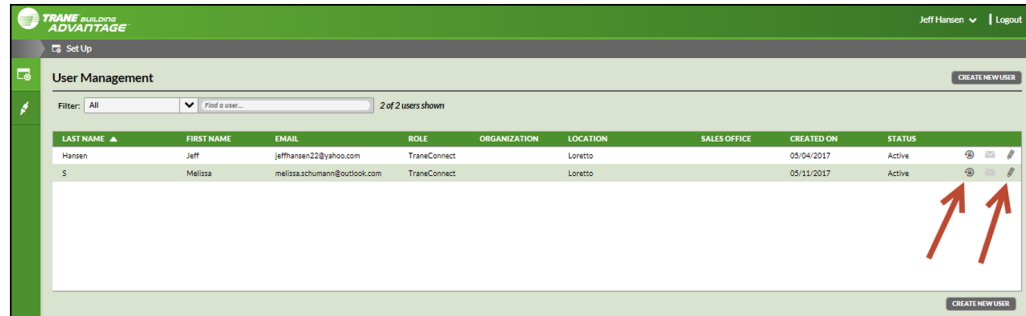 TRANE BUILDING
ADVANTAGE
Jeff Hansen | Logout
Set Up
User Management
CREATE NEW USER
Filter: All Find a user... 2 of 2 users shown
LAST NAME FIRST NAME EMAIL ROLE ORGANIZATION LOCATION SALES OFFICE CREATED ON STATUS
Hansen Jeff jeffhansen22@yahoo.com TraneConnect Loretto 05/04/2017 Active
S Melissa melissa.schumann@outlook.com TraneConnect Loretto 05/11/2017 Active
CREATE NEW USER